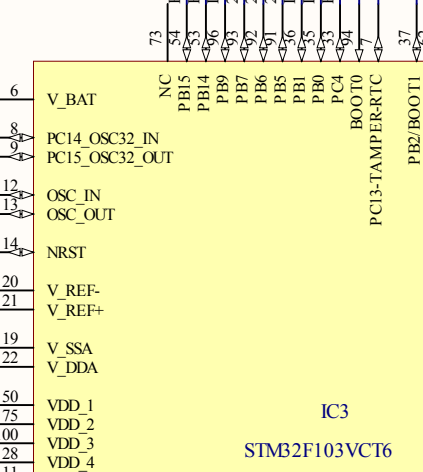 73 54 53 96 93 92 91 36 35 33 94 7 37
NC PB15 PB14 PB9 PB7 PB6 PB5 PB1 PB0 PC4 BOOT0 PC13-TAMPER-RTC PB2/BOOT1
6 V_BAT
8 PC14_OSC32_IN
9 PC15_OSC32_OUT
12 OSC_IN
13 OSC_OUT
14 NRST
20 V_REF-
21 V_REF+
19 V_SSA
22 V_DDA
50 VDD_1
75 VDD_2
00 VDD_3
28 VDD_4
11
IC3
STM32F103VCT6